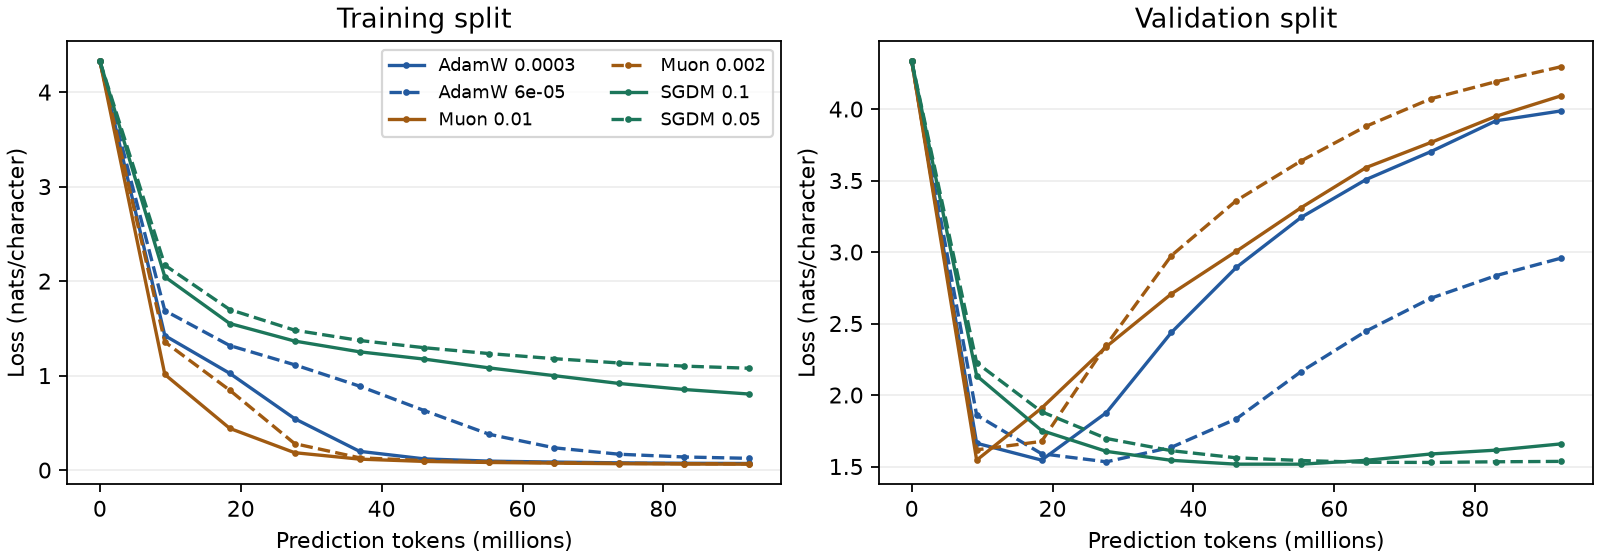 Training split
Loss (nats/character)
4
3
2
1
0
AdamW 0.0003
AdamW 6e-05
Muon 0.01
Muon 0.002
SGDM 0.1
SGDM 0.05
0 20 40 60 80
Prediction tokens (millions)
Validation split
Loss (nats/character)
4.0
3.5
3.0
2.5
2.0
1.5
0 20 40 60 80
Prediction tokens (millions)